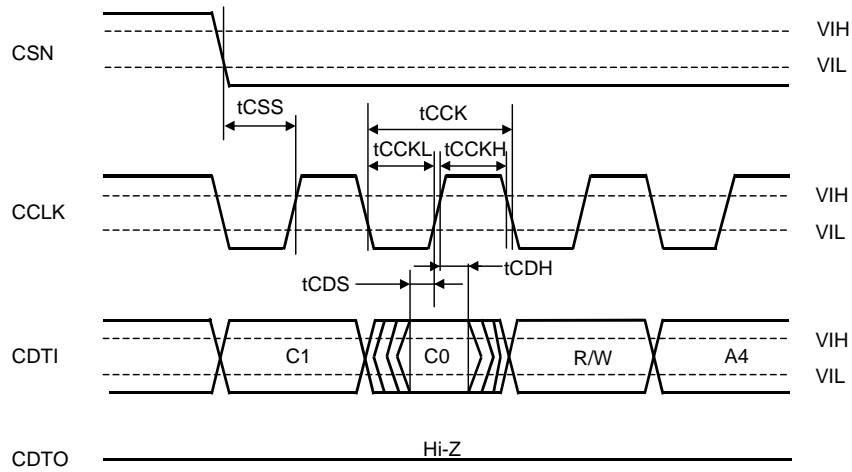 VIH
CSN
VIL
tCSS
tCCK
tCCKL tCCKH
VIH
CCLK
VIL
tCDH
tCDS
VIH
CDTI C1 C0 R/W A4
VIL
Hi-Z
CDTO